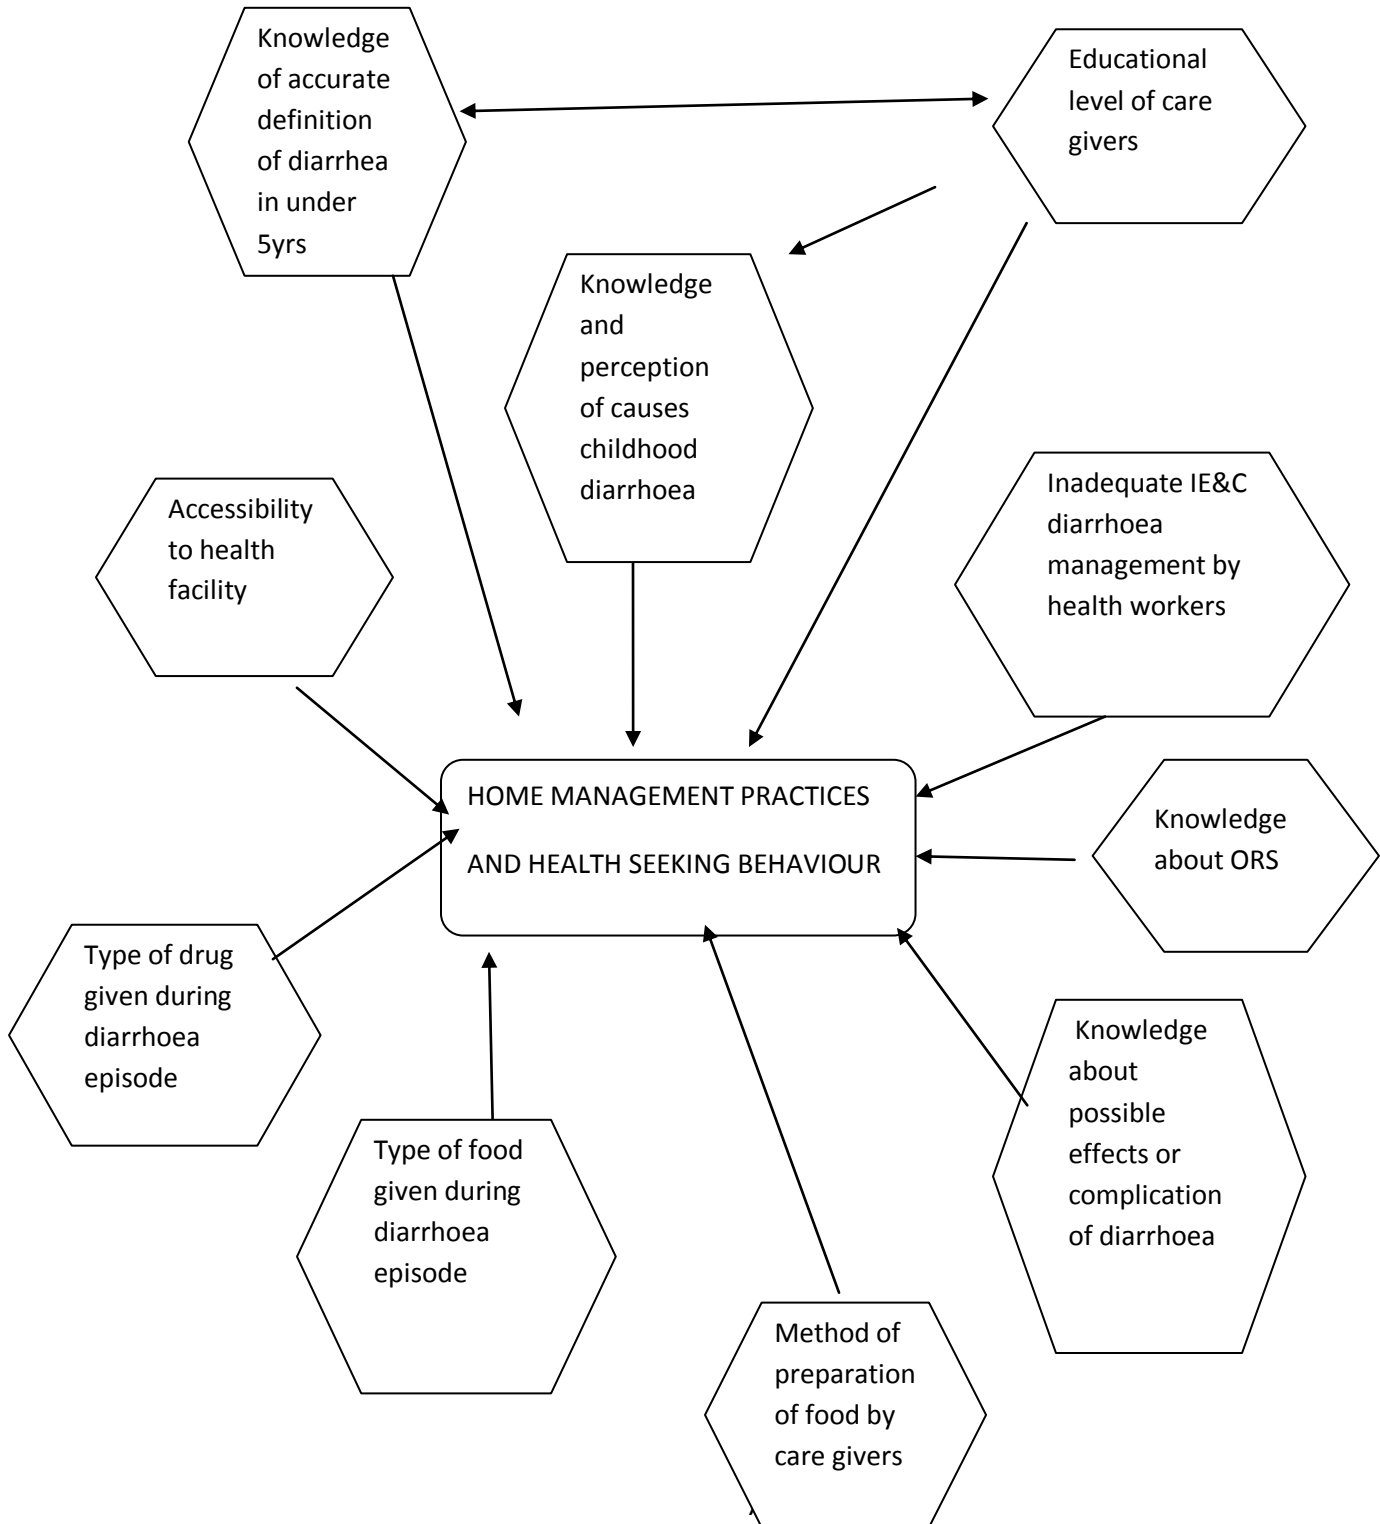 Knowledge
of accurate
definition
of diarrhea
in under
5yrs
Educational
level of care
givers
Knowledge
and
perception
of causes
childhood
diarrhoea
Accessibility
to health
facility
Inadequate IE&C
diarrhoea
management by
health workers
HOME MANAGEMENT PRACTICES
AND HEALTH SEEKING BEHAVIOUR
Knowledge
about ORS
Type of drug
given during
diarrhoea
episode
Knowledge
about
possible
effects or
complication
of diarrhoea
Type of food
given during
diarrhoea
episode
Method of
preparation
of food by
care givers